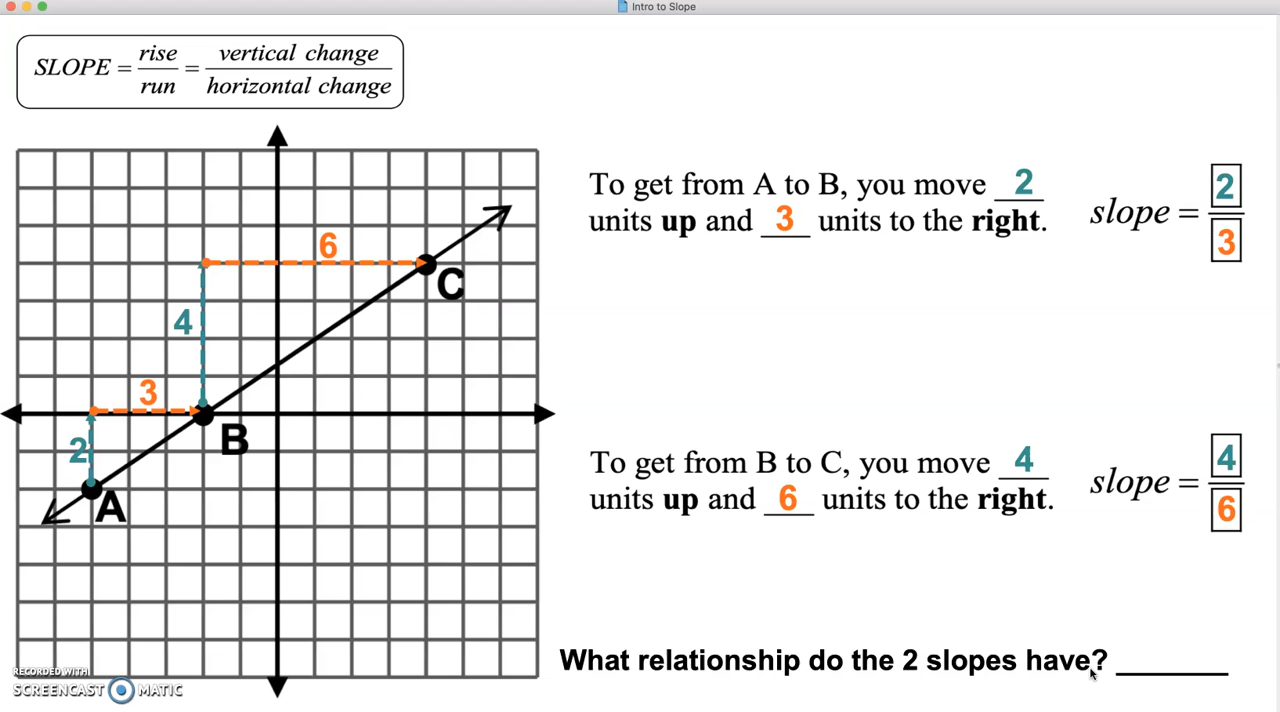 Intro to Slope
SLOPE = rise/run = vertical change/horizontal change
To get from A to B, you move 2
units up and 3 units to the right.
slope = 2/3
6
C
4
3
B
2
A
To get from B to C, you move 4
units up and 6 units to the right.
slope = 4/6
What relationship do the 2 slopes have? ________
RECORDED WITH
SCREENCAST MATIC